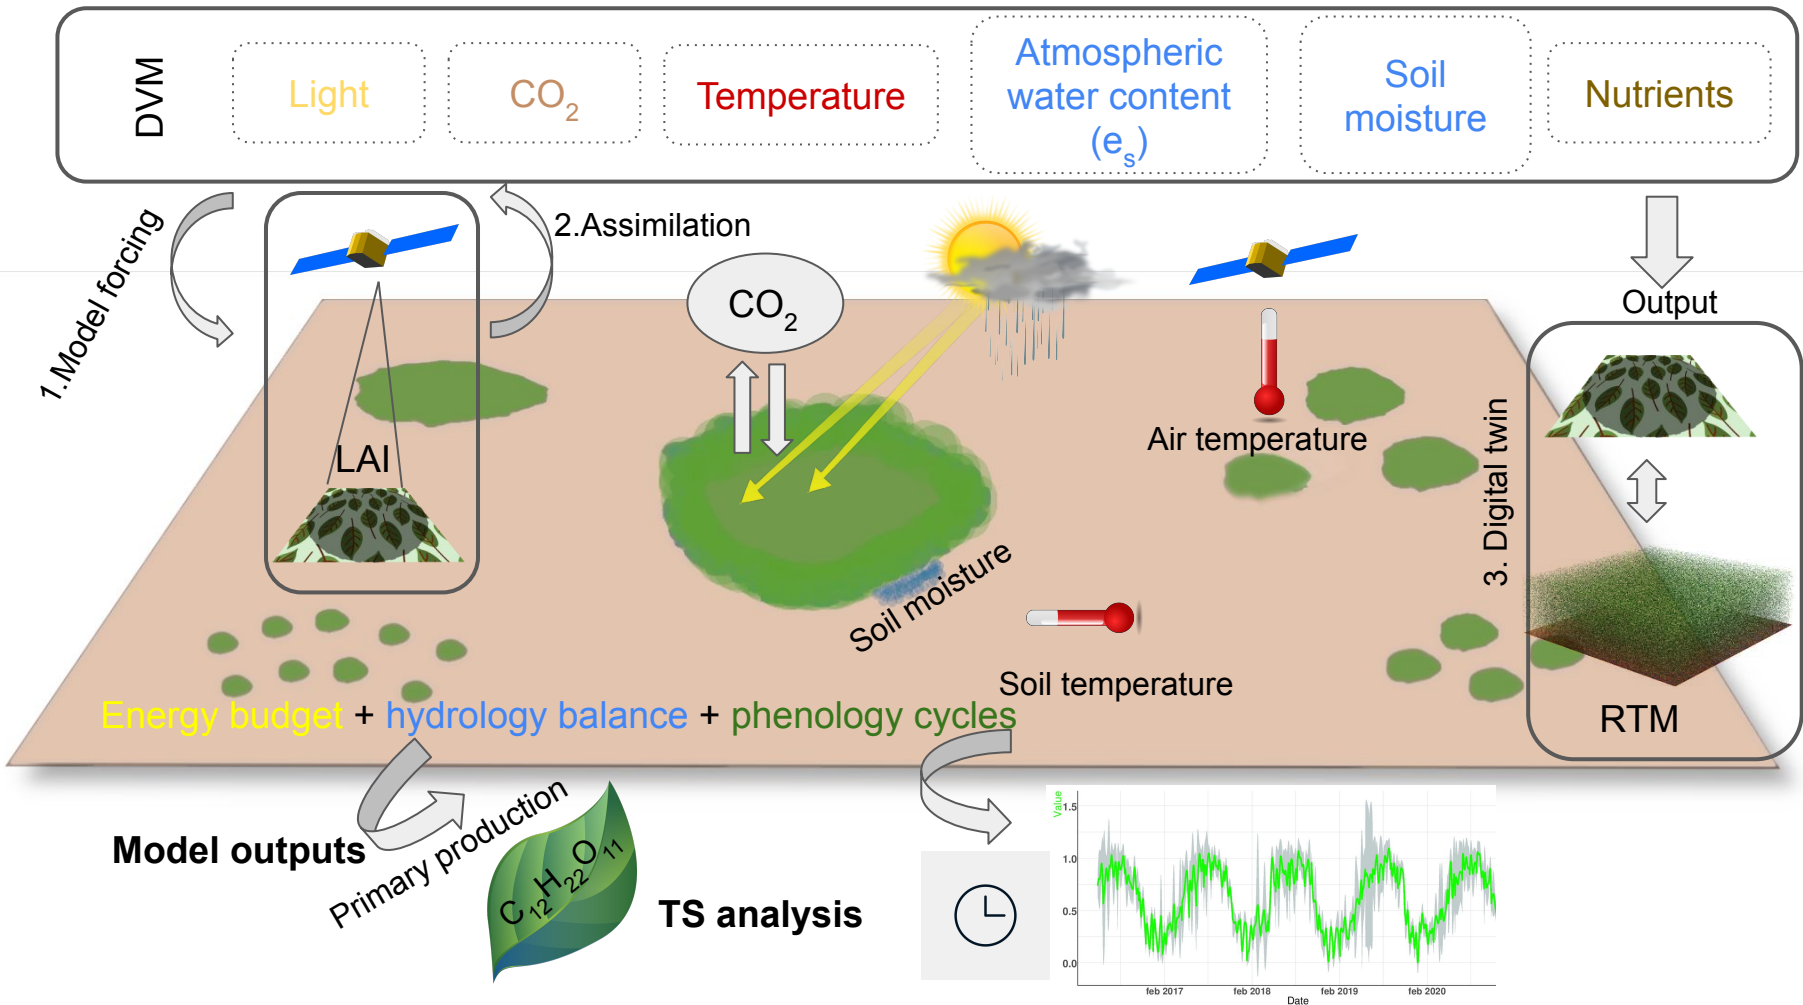 DVM
Light
CO2
Temperature
Atmospheric
water content
(es)
Soil
moisture
Nutrients
1.Model forcing
2.Assimilation
CO2
LAI
Air temperature
Output
3. Digital twin
Soil moisture
Soil temperature
RTM
Energy budget + hydrology balance + phenology cycles
Model outputs
Primary production
C12H22O11
TS analysis
Value
1.5
1.0
0.5
0.0
feb 2017
feb 2018
feb 2019
feb 2020
Date